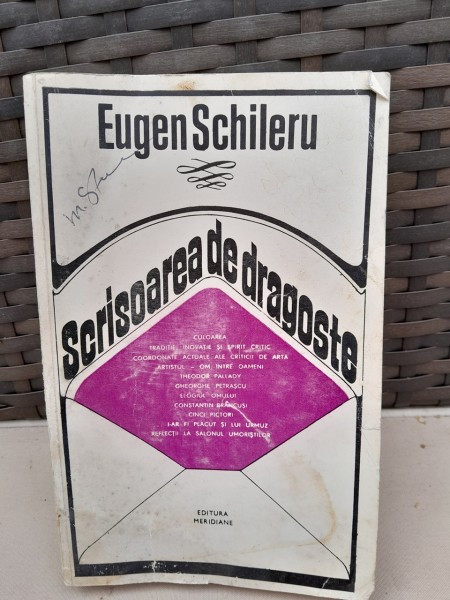 Eugen Schileru
Scrisoarea de dragoste
CULOAREA
TRADIȚIE, INOVAȚIE ȘI SPIRIT CRITIC
COORDONATE ACTUALE ALE CRITICII DE ARTĂ
ARTISTUL – OM ÎNTRE OAMENI
THEODOR PALLADY
GHEORGHE PETRAȘCU
ELOGIUL OMULUI
CONSTANTIN BRÂNCUȘI
CINCI PICTORI
I-AR FI PLĂCUT ȘI LUI URMUZ
REFLECȚII LA SALONUL UMORIȘTILOR
EDITURA
MERIDIANE